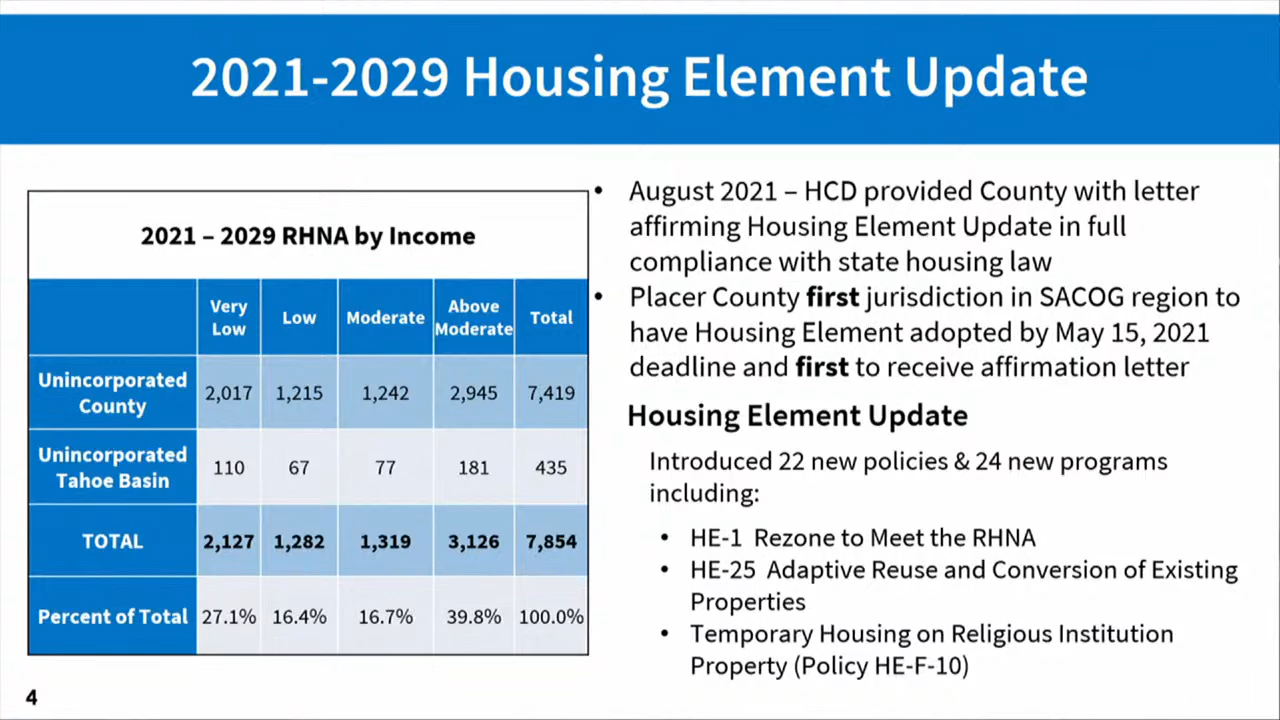 2021-2029 Housing Element Update
2021 – 2029 RHNA by Income
Very Low Low Moderate Above Moderate Total
Unincorporated County 2,017 1,215 1,242 2,945 7,419
Unincorporated Tahoe Basin 110 67 77 181 435
TOTAL 2,127 1,282 1,319 3,126 7,854
Percent of Total 27.1% 16.4% 16.7% 39.8% 100.0%
• August 2021 – HCD provided County with letter
affirming Housing Element Update in full
compliance with state housing law
• Placer County first jurisdiction in SACOG region to
have Housing Element adopted by May 15, 2021
deadline and first to receive affirmation letter
Housing Element Update
Introduced 22 new policies & 24 new programs
including:
• HE-1 Rezone to Meet the RHNA
• HE-25 Adaptive Reuse and Conversion of Existing
Properties
• Temporary Housing on Religious Institution
Property (Policy HE-F-10)
4